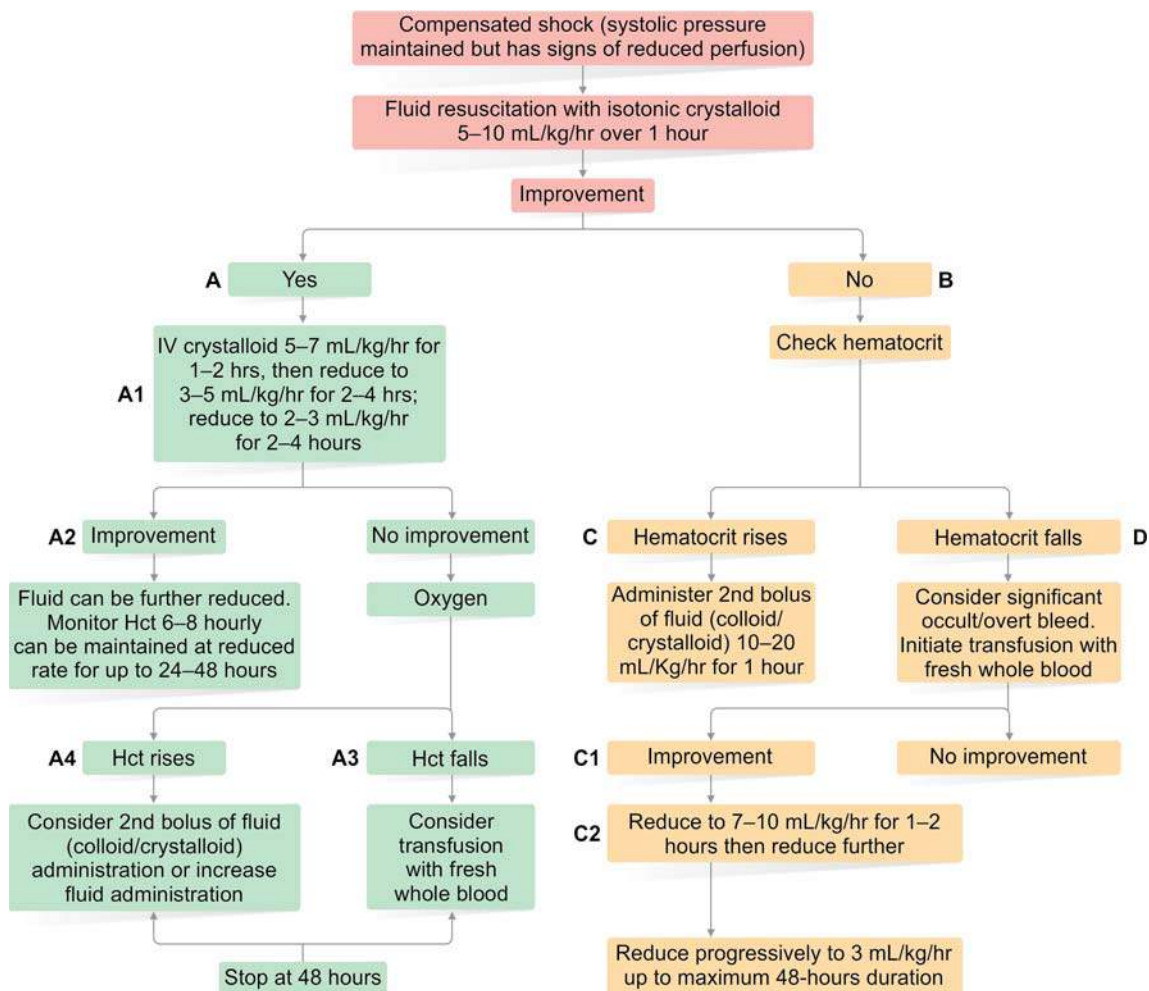 Compensated shock (systolic pressure
maintained but has signs of reduced perfusion)
Fluid resuscitation with isotonic crystalloid
5–10 mL/kg/hr over 1 hour
Improvement
A
Yes
No
B
IV crystalloid 5–7 mL/kg/hr for
1–2 hrs, then reduce to
3–5 mL/kg/hr for 2–4 hrs;
reduce to 2–3 mL/kg/hr
for 2–4 hours
A1
Check hematocrit
A2
Improvement
No improvement
C
Hematocrit rises
Hematocrit falls
D
Fluid can be further reduced.
Monitor Hct 6–8 hourly
can be maintained at reduced
rate for up to 24–48 hours
Oxygen
Administer 2nd bolus
of fluid (colloid/
crystalloid) 10–20
mL/Kg/hr for 1 hour
Consider significant
occult/overt bleed.
Initiate transfusion with
fresh whole blood
A4
Hct rises
A3
Hct falls
C1
Improvement
No improvement
Consider 2nd bolus of fluid
(colloid/crystalloid)
administration or increase
fluid administration
Consider
transfusion
with fresh
whole blood
C2
Reduce to 7–10 mL/kg/hr for 1–2
hours then reduce further
Stop at 48 hours
Reduce progressively to 3 mL/kg/hr
up to maximum 48-hours duration